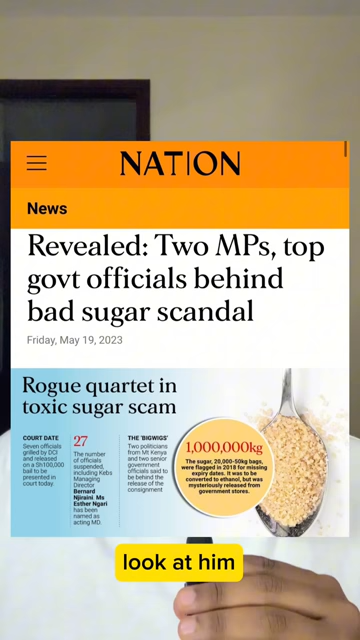 NATION
News
Revealed: Two MPs, top
govt officials behind
bad sugar scandal
Friday, May 19, 2023
Rogue quartet in
toxic sugar scam
COURT DATE
Seven officials
grilled by DCI
and released
on a Sh100,000
bail to be
presented in
court today.
27
The number
of officials
suspended,
including Kebs
Managing
Director
Bernard
Njiraini. Ms
Esther Ngari
has been
named as
acting MD.
THE 'BIGWIGS'
Two politicians
from Mt Kenya
and two senior
government
officials said to
be behind the
release of the
consignment
1,000,000kg
The sugar, 20,000-50kg bags,
were flagged in 2018 for missing
expiry dates. It was to be
converted to ethanol, but was
mysteriously released from
government stores.
look at him